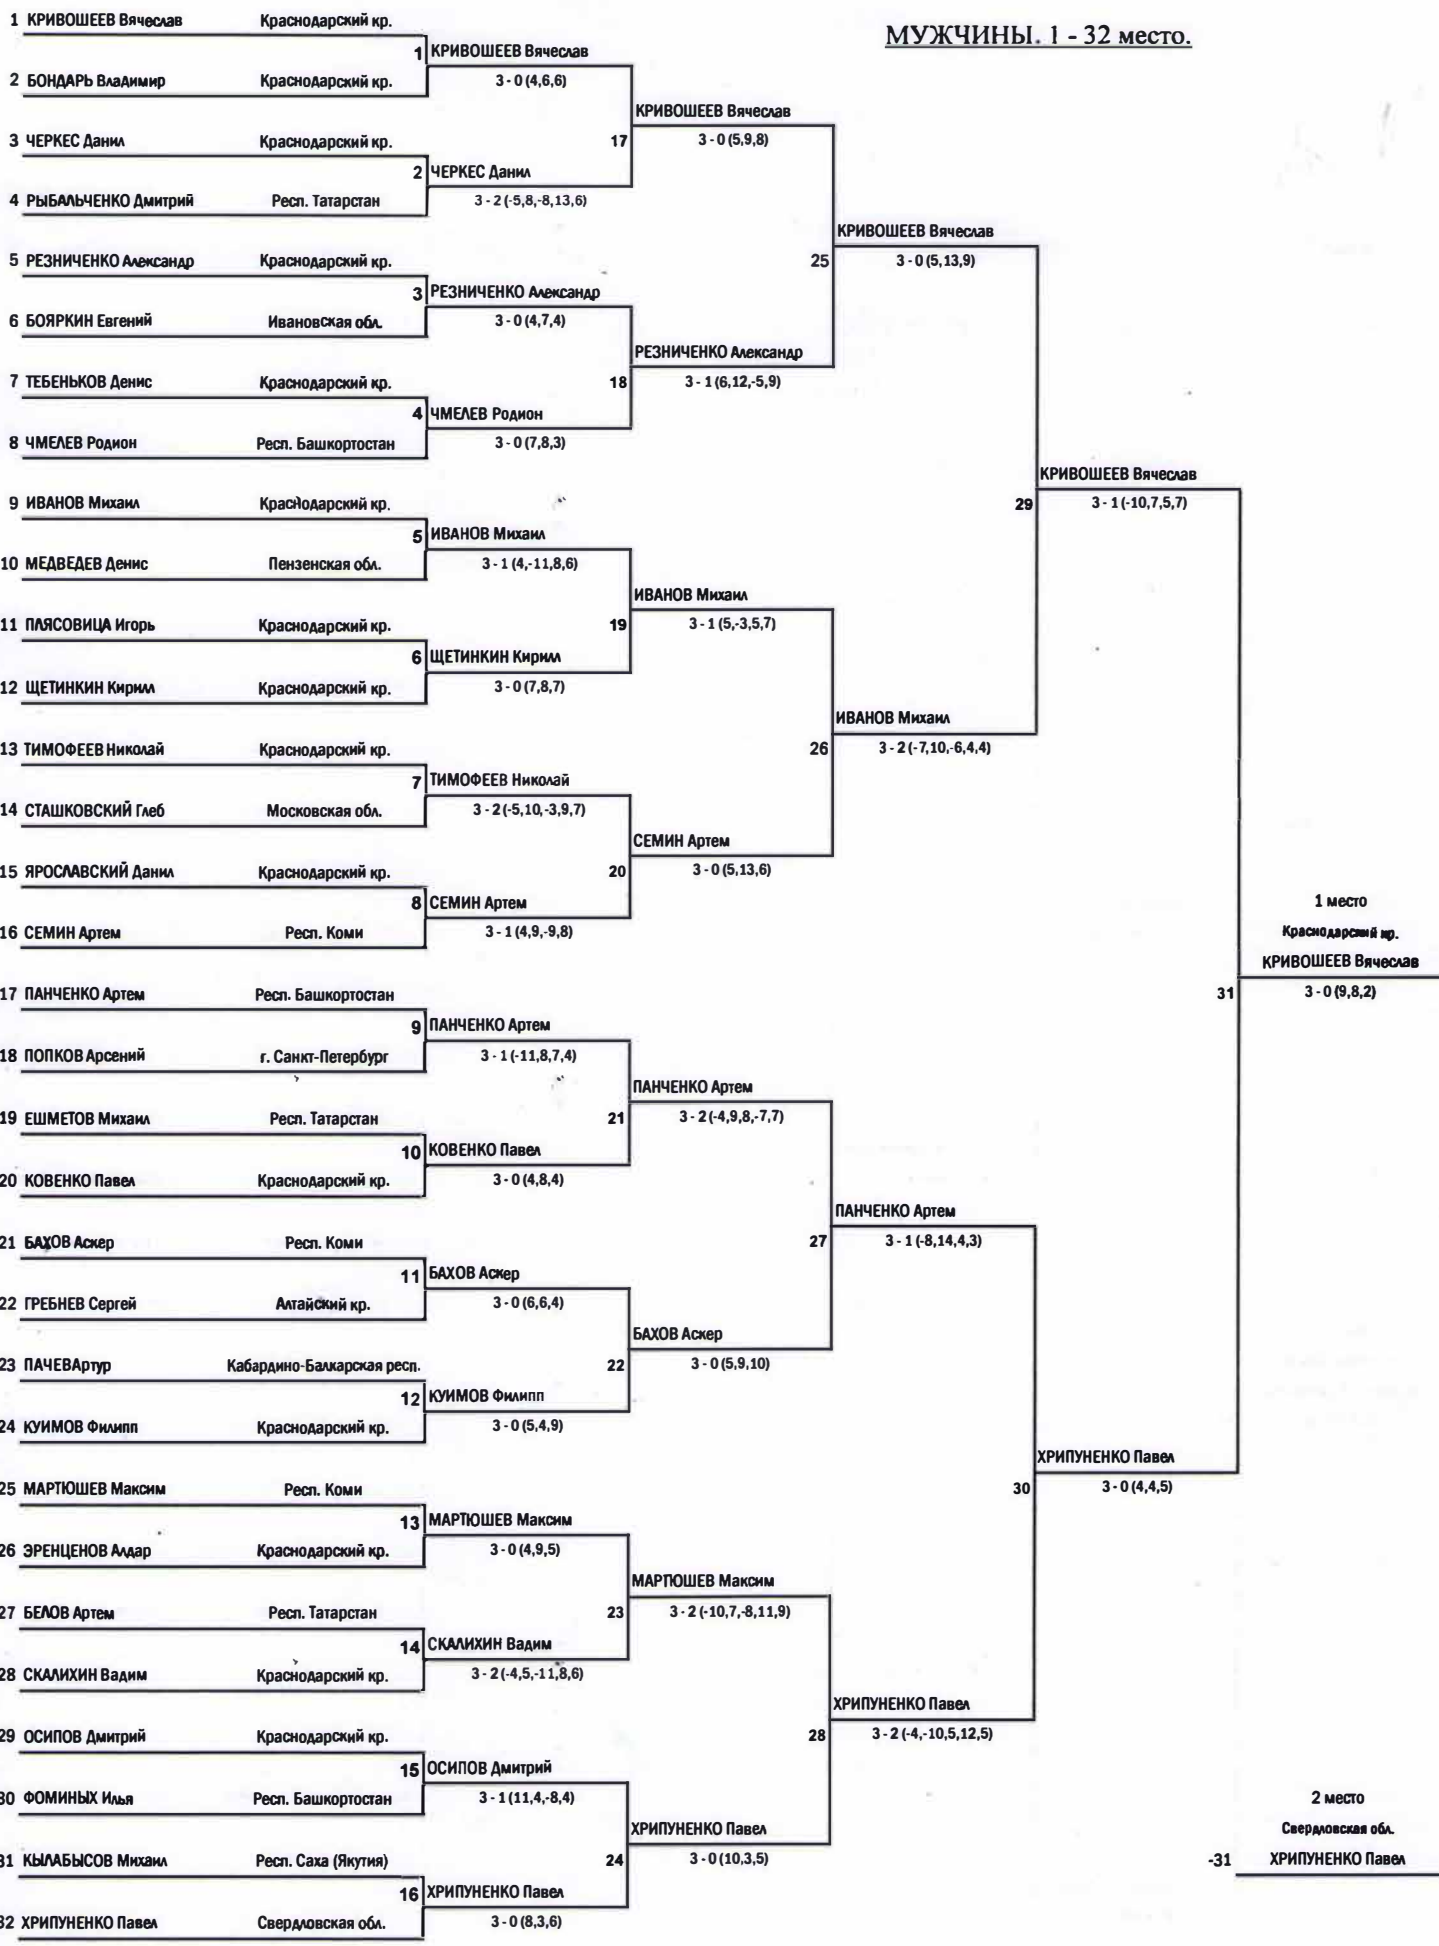 МУЖЧИНЫ. 1 - 32 место.
1 КРИВОШЕЕВ Вячеслав Краснодарский кр.
1 КРИВОШЕЕВ Вячеслав
2 БОНДАРЬ Владимир Краснодарский кр.
3 - 0 (4,6,6)
КРИВОШЕЕВ Вячеслав
3 ЧЕРКЕС Данил Краснодарский кр.
17 3 - 0 (5,9,8)
2 ЧЕРКЕС Данил
4 РЫБАЛЬЧЕНКО Дмитрий Респ. Татарстан
3 - 2 (-5,8,-8,13,6)
КРИВОШЕЕВ Вячеслав
5 РЕЗНИЧЕНКО Александр Краснодарский кр.
25 3 - 0 (5,13,9)
3 РЕЗНИЧЕНКО Александр
6 БОЯРКИН Евгений Ивановская обл.
3 - 0 (4,7,4)
РЕЗНИЧЕНКО Александр
7 ТЕБЕНЬКОВ Денис Краснодарский кр.
18 3 - 1 (6,12,-5,9)
4 ЧМЕЛЕВ Родион
8 ЧМЕЛЕВ Родион Респ. Башкортостан
3 - 0 (7,8,3)
КРИВОШЕЕВ Вячеслав
9 ИВАНОВ Михаил Краснодарский кр.
29 3 - 1 (-10,7,5,7)
5 ИВАНОВ Михаил
10 МЕДВЕДЕВ Денис Пензенская обл.
3 - 1 (4,-11,8,6)
ИВАНОВ Михаил
11 ПЛЯСОВИЦА Игорь Краснодарский кр.
19 3 - 1 (5,-3,5,7)
6 ЩЕТИНКИН Кирилл
12 ЩЕТИНКИН Кирилл Краснодарский кр.
3 - 0 (7,8,7)
ИВАНОВ Михаил
13 ТИМОФЕЕВ Николай Краснодарский кр.
26 3 - 2 (-7,10,-6,4,4)
7 ТИМОФЕЕВ Николай
14 СТАШКОВСКИЙ Глеб Московская обл.
3 - 2 (-5,10,-3,9,7)
СЕМИН Артем
15 ЯРОСЛАВСКИЙ Данил Краснодарский кр.
20 3 - 0 (5,13,6)
8 СЕМИН Артем
1 место
16 СЕМИН Артем Респ. Коми
3 - 1 (4,9,-9,8)
Краснодарский кр.
КРИВОШЕЕВ Вячеслав
17 ПАНЧЕНКО Артем Респ. Башкортостан
31 3 - 0 (9,8,2)
9 ПАНЧЕНКО Артем
18 ПОПКОВ Арсений г. Санкт-Петербург
3 - 1 (-11,8,7,4)
ПАНЧЕНКО Артем
19 ЕШМЕТОВ Михаил Респ. Татарстан
21 3 - 2 (-4,9,8,-7,7)
10 КОВЕНКО Павел
20 КОВЕНКО Павел Краснодарский кр.
3 - 0 (4,8,4)
ПАНЧЕНКО Артем
21 БАХОВ Аскер Респ. Коми
27 3 - 1 (-8,14,4,3)
11 БАХОВ Аскер
22 ГРЕБНЕВ Сергей Алтайский кр.
3 - 0 (6,6,4)
БАХОВ Аскер
23 ПАЧЕВАртур Кабардино-Балкарская респ.
22 3 - 0 (5,9,10)
12 КУИМОВ Филипп
24 КУИМОВ Филипп Краснодарский кр.
3 - 0 (5,4,9)
ХРИПУНЕНКО Павел
25 МАРТЮШЕВ Максим Респ. Коми
30 3 - 0 (4,4,5)
13 МАРТЮШЕВ Максим
26 ЭРЕНЦЕНОВ Алдар Краснодарский кр.
3 - 0 (4,9,5)
МАРТЮШЕВ Максим
27 БЕЛОВ Артем Респ. Татарстан
23 3 - 2 (-10,7,-8,11,9)
14 СКАЛИХИН Вадим
28 СКАЛИХИН Вадим Краснодарский кр.
3 - 2 (-4,5,-11,8,6)
ХРИПУНЕНКО Павел
29 ОСИПОВ Дмитрий Краснодарский кр.
28 3 - 2 (-4,-10,5,12,5)
15 ОСИПОВ Дмитрий
30 ФОМИНЫХ Илья Респ. Башкортостан
3 - 1 (11,4,-8,4)
2 место
Свердловская обл.
ХРИПУНЕНКО Павел
31 КЫЛАБЫСОВ Михаил Респ. Саха (Якутия)
24 3 - 0 (10,3,5)
-31 ХРИПУНЕНКО Павел
16 ХРИПУНЕНКО Павел
32 ХРИПУНЕНКО Павел Свердловская обл.
3 - 0 (8,3,6)